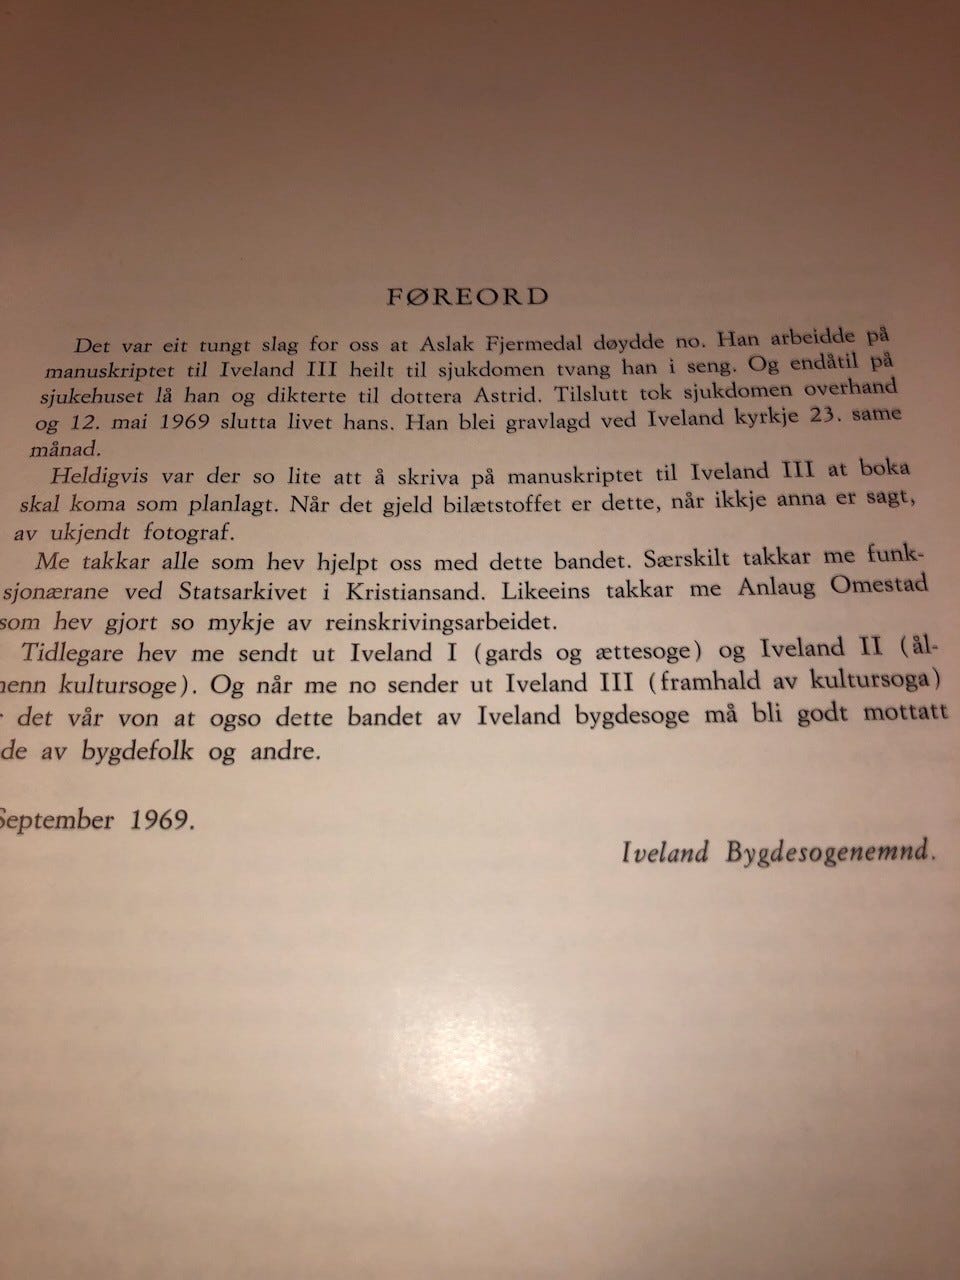 FØREORD
Det var eit tungt slag for oss at Aslak Fjermedal døydde no. Han arbeidde på
manuskriptet til Iveland III heilt til sjukdomen tvang han i seng. Og endåtil på
sjukehuset lå han og dikterte til dottera Astrid. Tilslutt tok sjukdomen overhand
og 12. mai 1969 slutta livet hans. Han blei gravlagd ved Iveland kyrkje 23. same
månad.
Heldigvis var der so lite att å skriva på manuskriptet til Iveland III at boka
skal koma som planlagt. Når det gjeld bilætstoffet er dette, når ikkje anna er sagt,
av ukjendt fotograf.
Me takkar alle som hev hjelpt oss med dette bandet. Særskilt takkar me funk-
sjonærane ved Statsarkivet i Kristiansand. Likeeins takkar me Anlaug Omestad
som hev gjort so mykje av reinskrivingsarbeidet.
Tidlegare hev me sendt ut Iveland I (gards og ættesoge) og Iveland II (ål-
menn kultursoge). Og når me no sender ut Iveland III (framhald av kultursoga)
det vår von at ogso dette bandet av Iveland bygdesoge må bli godt mottatt
de av bygdefolk og andre.
September 1969.
Iveland Bygdesogenemnd.